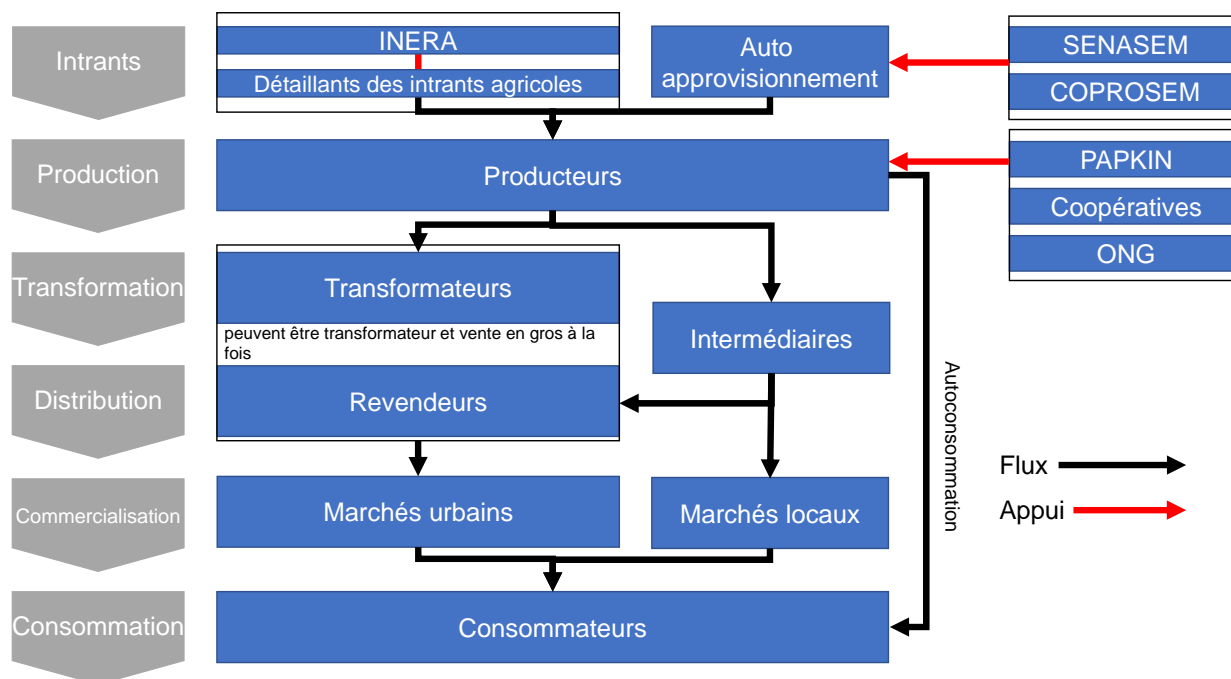 Intrants
INERA
Détaillants des intrants agricoles
Auto
approvisionnement
SENASEM
COPROSEM
Production
Producteurs
PAPKIN
Coopératives
ONG
Transformation
Transformateurs
peuvent être transformateur et vente en gros à la
fois
Intermédiaires
Distribution
Revendeurs
Autoconsommation
Flux
Appui
Commercialisation
Marchés urbains
Marchés locaux
Consommation
Consommateurs